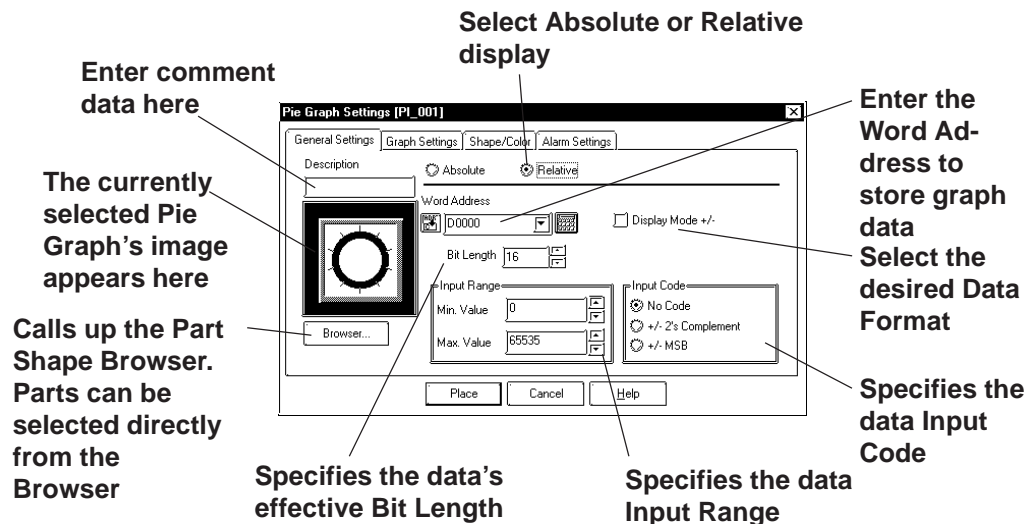 Select Absolute or Relative
display
Enter comment
data here
Enter the
Word Ad-
dress to
store graph
data
The currently
selected Pie
Graph's image
appears here
Select the
desired Data
Format
Calls up the Part
Shape Browser.
Parts can be
selected directly
from the
Browser
Specifies the
data Input
Code
Specifies the data's
effective Bit Length
Specifies the data
Input Range
Pie Graph Settings [PI_001]
General Settings Graph Settings Shape/Color Alarm Settings
Description
Absolute Relative
Word Address
D0000
Display Mode +/-
Bit Length 16
Input Range
Min. Value 0
Max. Value 65535
Input Code
No Code
+/- 2's Complement
+/- MSB
Browser...
Place Cancel Help